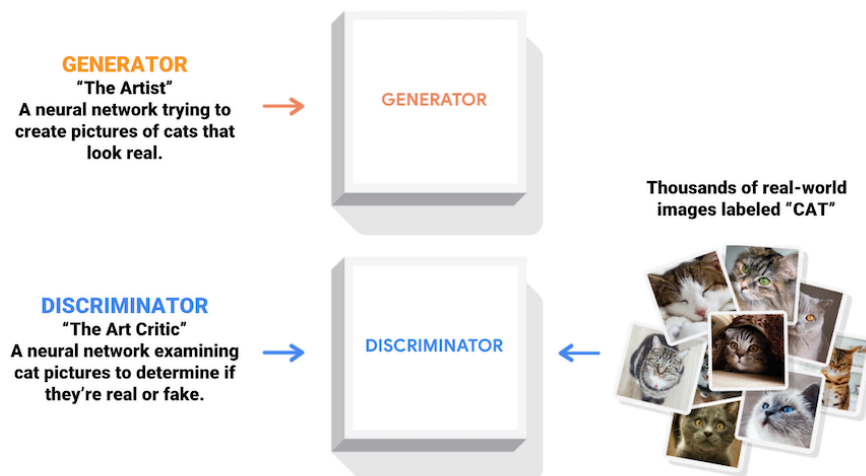 GENERATOR
“The Artist”
A neural network trying to
create pictures of cats that
look real.
GENERATOR
Thousands of real-world
images labeled “CAT”
DISCRIMINATOR
“The Art Critic”
A neural network examining
cat pictures to determine if
they’re real or fake.
DISCRIMINATOR